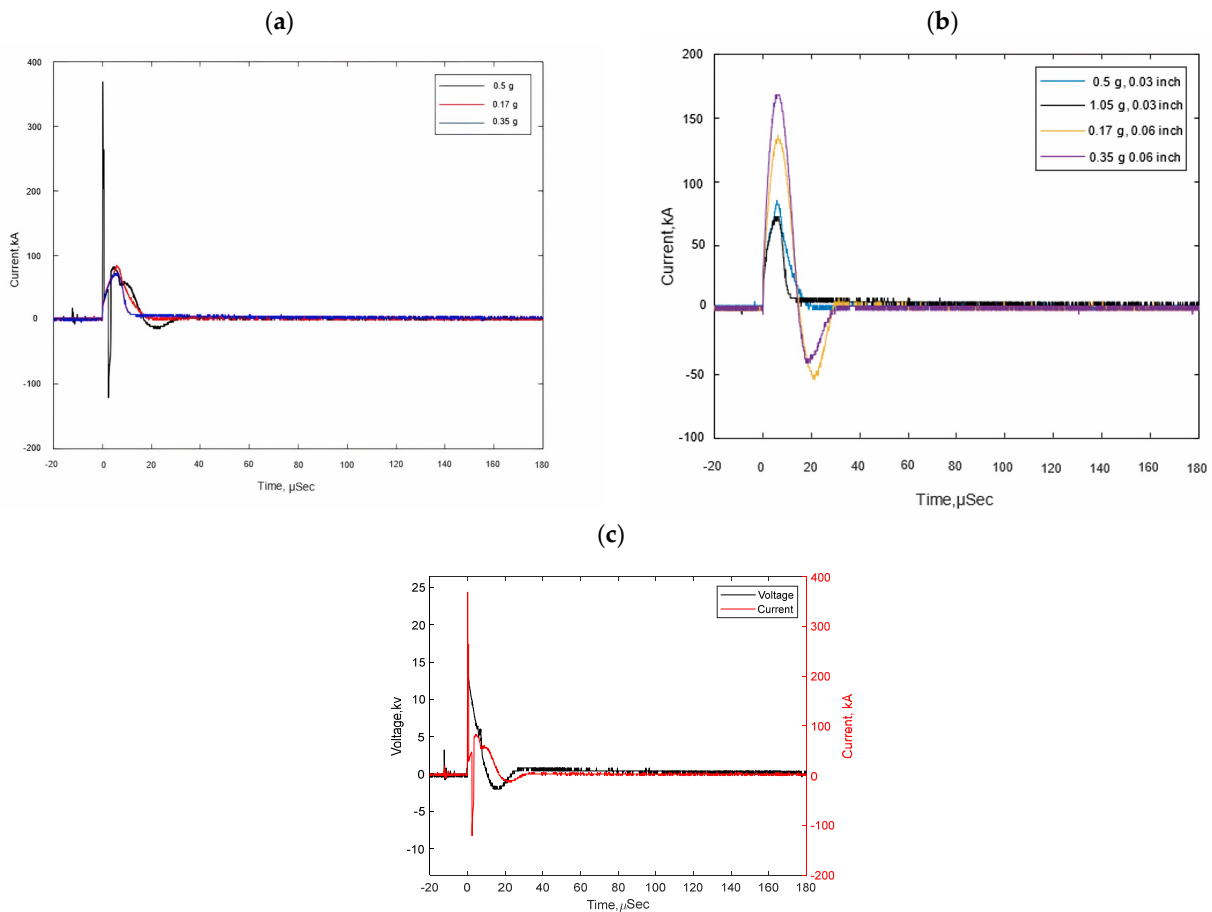 (a)
400
300
200
100
0
-100
-200
-20 0 20 40 60 80 100 120 140 160 180
Current,kA
Time, µSec
0.5 g
0.17 g
0.35 g
(b)
200
150
100
50
0
-50
-100
-20 0 20 40 60 80 100 120 140 160 180
Current,kA
Time,µSec
0.5 g, 0.03 inch
1.05 g, 0.03 inch
0.17 g, 0.06 inch
0.35 g 0.06 inch
(c)
25
20
15
10
5
0
-5
-10
Voltage,kv
400
300
200
100
0
-100
-200
Current, kA
-20 0 20 40 60 80 100 120 140 160 180
Time,µSec
Voltage
Current